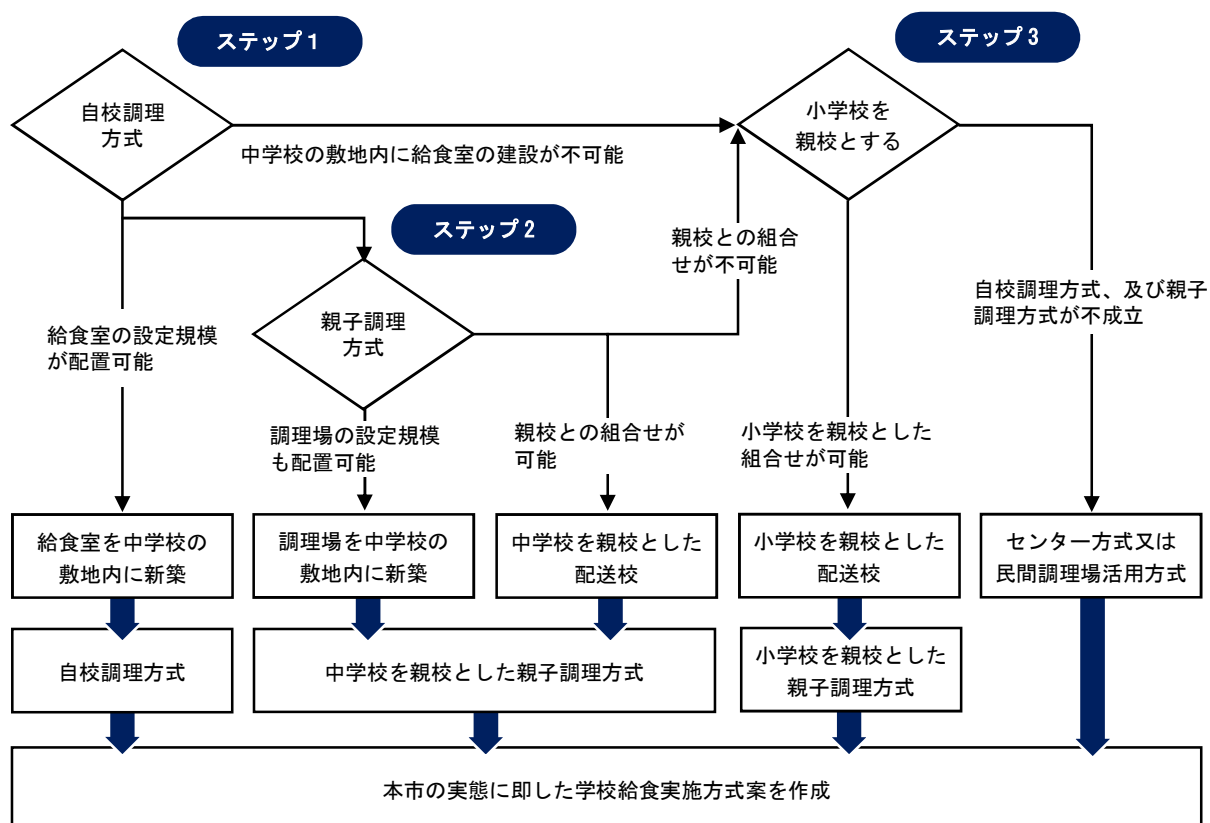 ステップ1
ステップ3
自校調理
方式
小学校を
親校とする
中学校の敷地内に給食室の建設が不可能
ステップ2
親校との組合
せが不可能
親子調理
方式
自校調理方式、及び親子
調理方式が不成立
給食室の設定規模
が配置可能
調理場の設定規模
も配置可能
親校との組合せが
可能
小学校を親校とした
組合せが可能
給食室を中学校の
敷地内に新築
調理場を中学校の
敷地内に新築
中学校を親校とした
配送校
小学校を親校とした
配送校
センター方式又は
民間調理場活用方式
自校調理方式
中学校を親校とした親子調理方式
小学校を親校とした
親子調理方式
本市の実態に即した学校給食実施方式案を作成